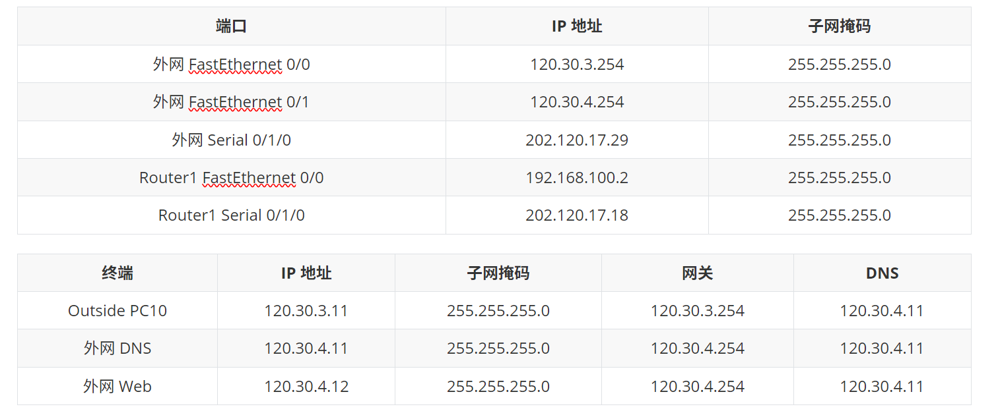 端口 IP 地址 子网掩码
外网 FastEthernet 0/0 120.30.3.254 255.255.255.0
外网 FastEthernet 0/1 120.30.4.254 255.255.255.0
外网 Serial 0/1/0 202.120.17.29 255.255.255.0
Router1 FastEthernet 0/0 192.168.100.2 255.255.255.0
Router1 Serial 0/1/0 202.120.17.18 255.255.255.0
终端 IP 地址 子网掩码 网关 DNS
Outside PC10 120.30.3.11 255.255.255.0 120.30.3.254 120.30.4.11
外网 DNS 120.30.4.11 255.255.255.0 120.30.4.254 120.30.4.11
外网 Web 120.30.4.12 255.255.255.0 120.30.4.254 120.30.4.11